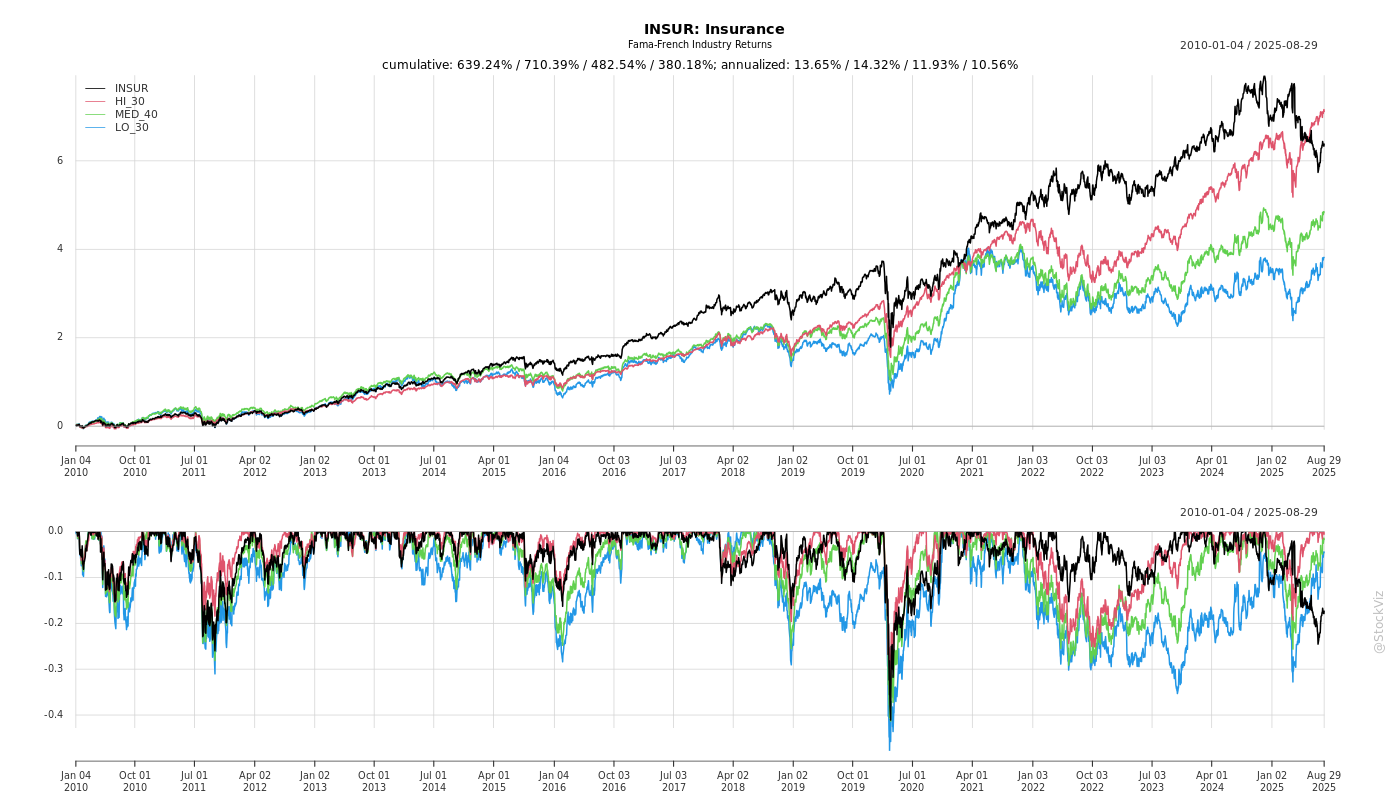 INSUR: Insurance
Fama-French Industry Returns
2010-01-04 / 2025-08-29
cumulative: 639.24% / 710.39% / 482.54% / 380.18%; annualized: 13.65% / 14.32% / 11.93% / 10.56%
INSUR
HI_30
MED_40
LO_30
6
4
2
0
Jan 04 Oct 01 Jul 01 Apr 02 Jan 02 Oct 01 Jul 01 Apr 01 Jan 04 Oct 03 Jul 03 Apr 02 Jan 02 Oct 01 Jul 01 Apr 01 Jan 03 Oct 03 Jul 03 Apr 01 Jan 02 Aug 29
2010 2010 2011 2012 2013 2013 2014 2015 2016 2016 2017 2018 2019 2019 2020 2021 2022 2022 2023 2024 2025 2025
2010-01-04 / 2025-08-29
0.0
-0.1
-0.2
-0.3
-0.4
Jan 04 Oct 01 Jul 01 Apr 02 Jan 02 Oct 01 Jul 01 Apr 01 Jan 04 Oct 03 Jul 03 Apr 02 Jan 02 Oct 01 Jul 01 Apr 01 Jan 03 Oct 03 Jul 03 Apr 01 Jan 02 Aug 29
2010 2010 2011 2012 2013 2013 2014 2015 2016 2016 2017 2018 2019 2019 2020 2021 2022 2022 2023 2024 2025 2025
@StockViz